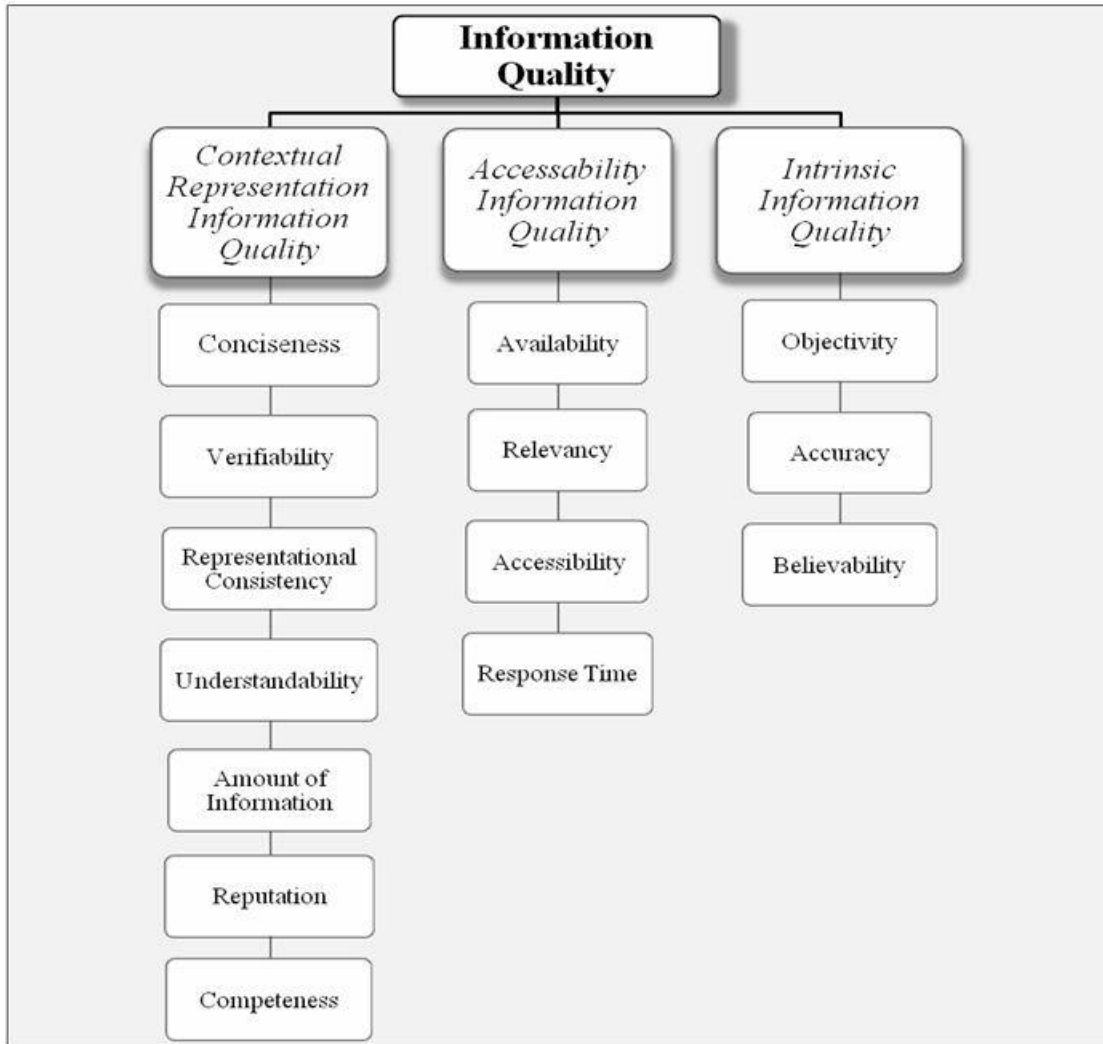 Information
Quality
Contextual
Representation
Information
Quality
Conciseness
Verifiability
Representational
Consistency
Understandability
Amount of
Information
Reputation
Competeness
Accessability
Information
Quality
Availability
Relevancy
Accessibility
Response Time
Intrinsic
Information
Quality
Objectivity
Accuracy
Believability